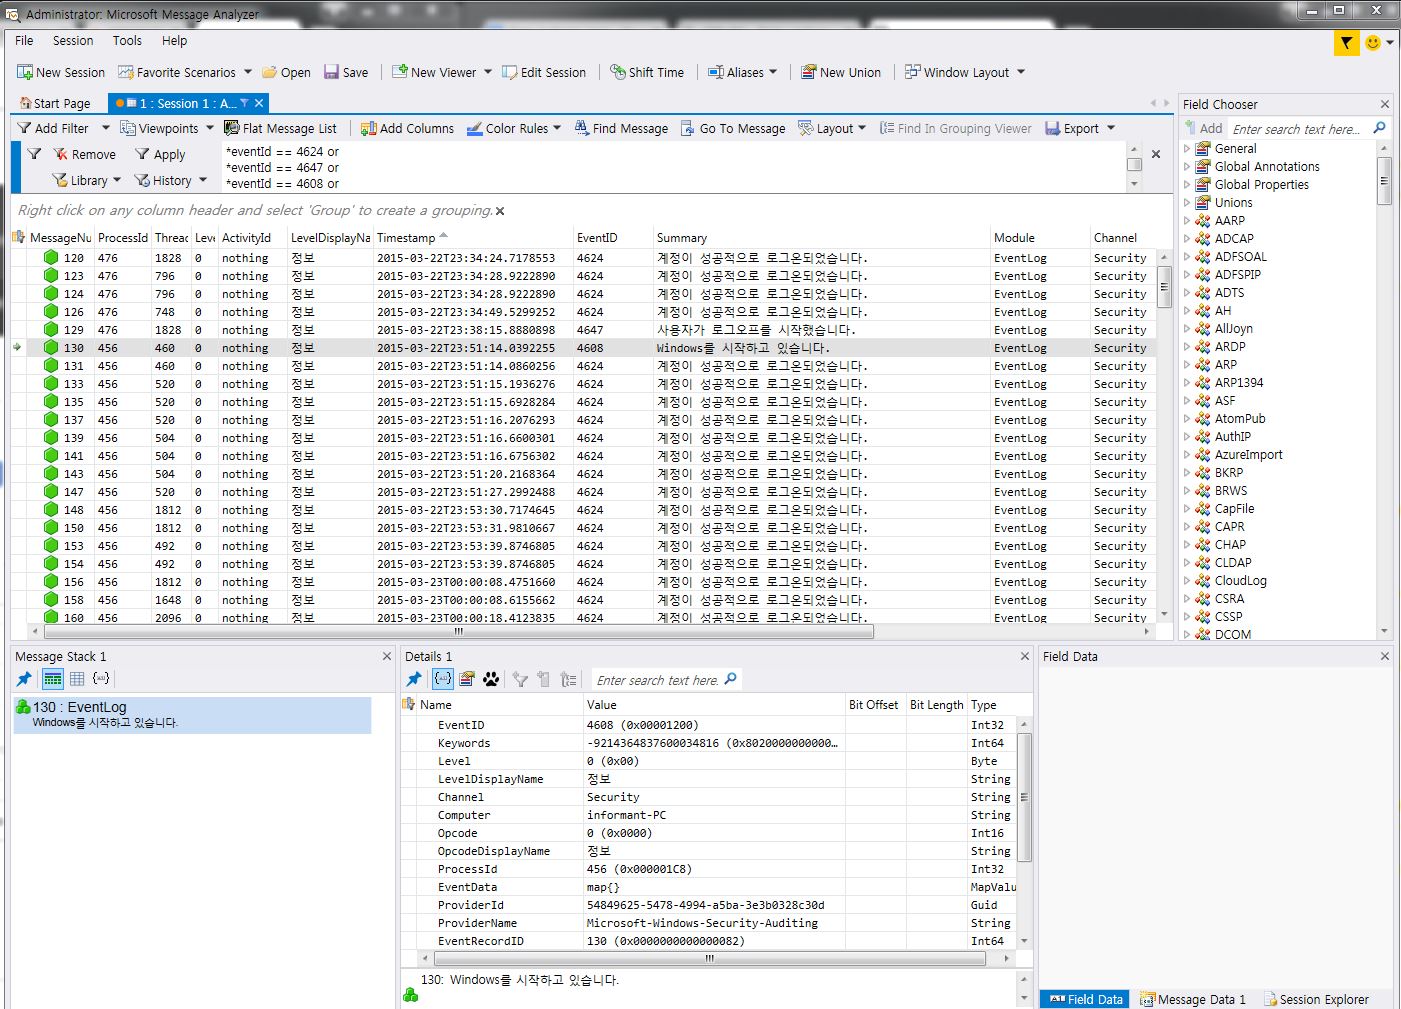 Administrator: Microsoft Message Analyzer
File Session Tools Help
New Session Favorite Scenarios Open Save New Viewer Edit Session Shift Time Aliases New Union Window Layout
Start Page 1 : Session 1 : A...
Add Filter Viewpoints Flat Message List Add Columns Color Rules Find Message Go To Message Layout Find In Grouping Viewer Export
Remove Apply
Library History
*eventId == 4624 or
*eventId == 4647 or
*eventId == 4608 or
Right click on any column header and select 'Group' to create a grouping.
MessageNu ProcessId Threac Leve ActivityId LevelDisplayNa Timestamp EventID Summary Module Channel
120 476 1828 0 nothing 정보 2015-03-22T23:34:24.7178553 4624 계정이 성공적으로 로그온되었습니다. EventLog Security
123 476 796 0 nothing 정보 2015-03-22T23:34:28.9222890 4624 계정이 성공적으로 로그온되었습니다. EventLog Security
124 476 796 0 nothing 정보 2015-03-22T23:34:28.9222890 4624 계정이 성공적으로 로그온되었습니다. EventLog Security
126 476 748 0 nothing 정보 2015-03-22T23:34:49.5299252 4624 계정이 성공적으로 로그온되었습니다. EventLog Security
129 476 1828 0 nothing 정보 2015-03-22T23:38:15.8880898 4647 사용자가 로그오프를 시작했습니다. EventLog Security
130 456 460 0 nothing 정보 2015-03-22T23:51:14.0392255 4608 Windows를 시작하고 있습니다. EventLog Security
131 456 460 0 nothing 정보 2015-03-22T23:51:14.0860256 4624 계정이 성공적으로 로그온되었습니다. EventLog Security
133 456 520 0 nothing 정보 2015-03-22T23:51:15.1936276 4624 계정이 성공적으로 로그온되었습니다. EventLog Security
135 456 520 0 nothing 정보 2015-03-22T23:51:15.6928284 4624 계정이 성공적으로 로그온되었습니다. EventLog Security
137 456 520 0 nothing 정보 2015-03-22T23:51:16.2076293 4624 계정이 성공적으로 로그온되었습니다. EventLog Security
139 456 504 0 nothing 정보 2015-03-22T23:51:16.6600301 4624 계정이 성공적으로 로그온되었습니다. EventLog Security
141 456 504 0 nothing 정보 2015-03-22T23:51:16.6756302 4624 계정이 성공적으로 로그온되었습니다. EventLog Security
143 456 504 0 nothing 정보 2015-03-22T23:51:20.2168364 4624 계정이 성공적으로 로그온되었습니다. EventLog Security
147 456 520 0 nothing 정보 2015-03-22T23:51:27.2992488 4624 계정이 성공적으로 로그온되었습니다. EventLog Security
148 456 1812 0 nothing 정보 2015-03-22T23:53:30.7174645 4624 계정이 성공적으로 로그온되었습니다. EventLog Security
150 456 1812 0 nothing 정보 2015-03-22T23:53:31.9810667 4624 계정이 성공적으로 로그온되었습니다. EventLog Security
153 456 492 0 nothing 정보 2015-03-22T23:53:39.8746805 4624 계정이 성공적으로 로그온되었습니다. EventLog Security
154 456 492 0 nothing 정보 2015-03-22T23:53:39.8746805 4624 계정이 성공적으로 로그온되었습니다. EventLog Security
156 456 1812 0 nothing 정보 2015-03-23T00:00:08.4751660 4624 계정이 성공적으로 로그온되었습니다. EventLog Security
158 456 1648 0 nothing 정보 2015-03-23T00:00:08.6155662 4624 계정이 성공적으로 로그온되었습니다. EventLog Security
160 456 2096 0 nothing 정보 2015-03-23T00:00:18.4123835 4624 계정이 성공적으로 로그온되었습니다. EventLog Security
Field Chooser
Add Enter search text here...
General
Global Annotations
Global Properties
Unions
AARP
ADCAP
ADFSOAL
ADFSPIP
ADTS
AH
AllJoyn
ARDP
ARP
ARP1394
ASF
AtomPub
AuthIP
AzureImport
BKRP
BRWS
CapFile
CAPR
CHAP
CLDAP
CloudLog
CSRA
CSSP
DCOM
Message Stack 1
130 : EventLog
Windows를 시작하고 있습니다.
Details 1
Enter search text here.
Name Value Bit Offset Bit Length Type
EventID 4608 (0x00001200) Int32
Keywords -9214364837600034816 (0x8020000000000... Int64
Level 0 (0x00) Byte
LevelDisplayName 정보 String
Channel Security String
Computer informant-PC String
Opcode 0 (0x0000) Int16
OpcodeDisplayName 정보 String
ProcessId 456 (0x000001C8) Int32
EventData map{} MapValu
ProviderId 54849625-5478-4994-a5ba-3e3b0328c30d Guid
ProviderName Microsoft-Windows-Security-Auditing String
EventRecordID 130 (0x0000000000000082) Int64
130: Windows를 시작하고 있습니다.
Field Data
Field Data Message Data 1 Session Explorer